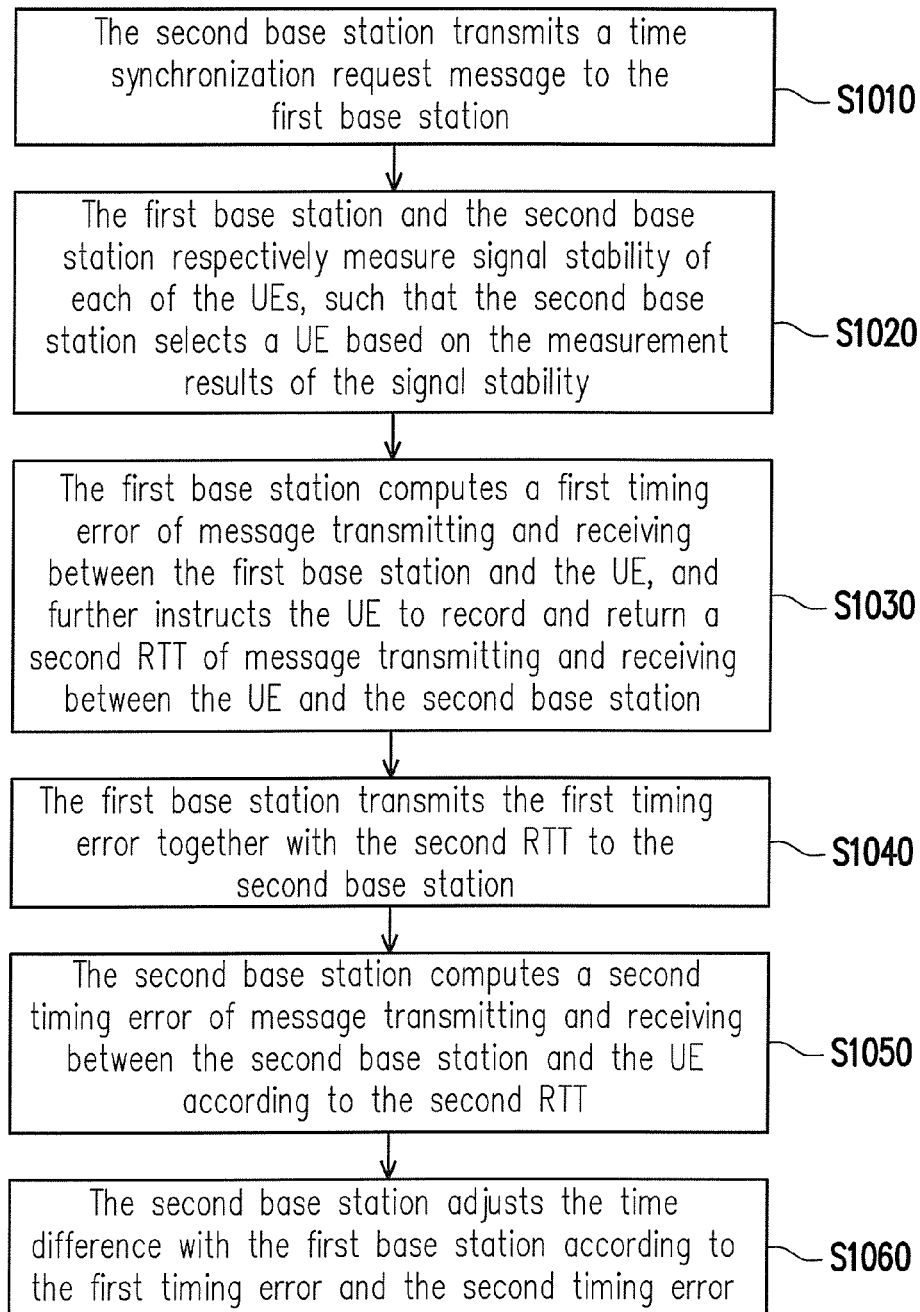 The second base station transmits a time
synchronization request message to the
first base station
S1010
The first base station and the second base
station respectively measure signal stability of
each of the UEs, such that the second base
station selects a UE based on the measurement
results of the signal stability
S1020
The first base station computes a first timing
error of message transmitting and receiving
between the first base station and the UE, and
further instructs the UE to record and return a
second RTT of message transmitting and receiving
between the UE and the second base station
S1030
The first base station transmits the first timing
error together with the second RTT to the
second base station
S1040
The second base station computes a second
timing error of message transmitting and receiving
between the second base station and the UE
according to the second RTT
S1050
The second base station adjusts the time
difference with the first base station according to
the first timing error and the second timing error
S1060